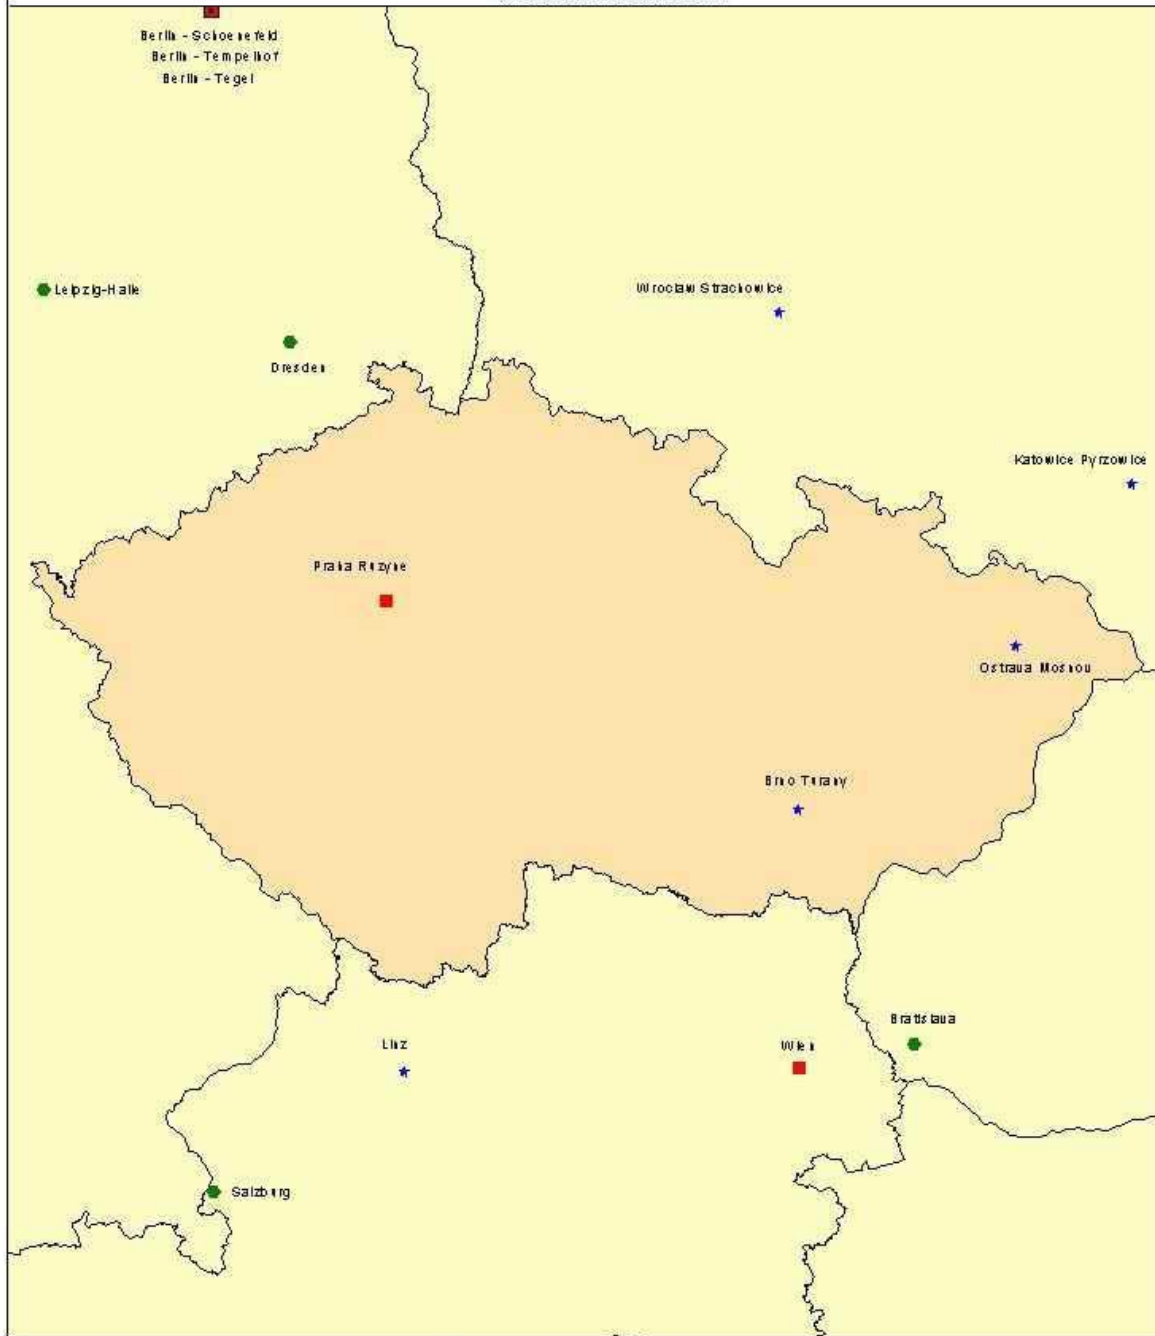 Berlin - Schoenefeld
Berlin - Tempelhof
Berlin - Tegel
Leipzig-Halle
Wroclaw Strachowice
Dresden
Katowice Pyrzowice
Praha Ruzyne
Ostrava Mosnov
Brno Turany
Bratislava
Linz
Wien
Salzburg